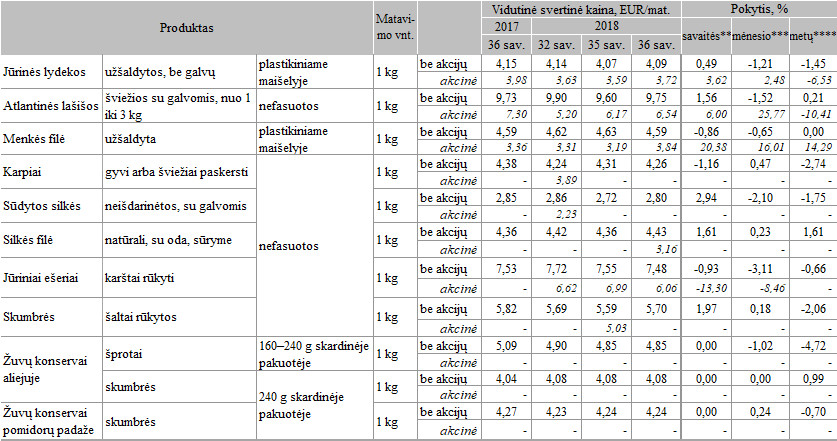 Produktas Matavi- Vidutinė svertinė kaina, EUR/mat. Pokytis, %
mo vnt. 2017 2018 savaitės** mėnesio*** metų****
36 sav. 32 sav. 35 sav. 36 sav.
Jūrinės lydekos užšaldytos, be galvų plastikiniame maišelyje 1 kg be akcijų 4,15 4,14 4,07 4,09 0,49 -1,21 -1,45
akcinė 3,98 3,63 3,59 3,72 3,62 2,48 -6,53
Atlantinės lašišos šviežios su galvomis, nuo 1 iki 3 kg nefasuotos 1 kg be akcijų 9,73 9,90 9,60 9,75 1,56 -1,52 0,21
akcinė 7,30 5,20 6,17 6,54 6,00 25,77 -10,41
Menkės filė užšaldyta plastikiniame maišelyje 1 kg be akcijų 4,59 4,62 4,63 4,59 -0,86 -0,65 0,00
akcinė 3,36 3,31 3,19 3,84 20,38 16,01 14,29
Karpiai gyvi arba šviežiai paskersti nefasuotos 1 kg be akcijų 4,38 4,24 4,31 4,26 -1,16 0,47 -2,74
akcinė - 3,89 - - - - -
Sūdytos silkės neišdarinėtos, su galvomis 1 kg be akcijų 2,85 2,86 2,72 2,80 2,94 -2,10 -1,75
akcinė - 2,23 - - - - -
Silkės filė natūrali, su oda, sūryme 1 kg be akcijų 4,36 4,42 4,36 4,43 1,61 0,23 1,61
akcinė - - - 3,16 - - -
Jūriniai ešeriai karštai rūkyti 1 kg be akcijų 7,53 7,72 7,55 7,48 -0,93 -3,11 -0,66
akcinė - 6,62 6,99 6,06 -13,30 -8,46 -
Skumbrės šaltai rūkytos 1 kg be akcijų 5,82 5,69 5,59 5,70 1,97 0,18 -2,06
akcinė - - 5,03 - - - -
Žuvų konservai aliejuje šprotai 160–240 g skardinėje pakuotėje 1 kg be akcijų 5,09 4,90 4,85 4,85 0,00 -1,02 -4,72
akcinė - - - - - - -
skumbrės 240 g skardinėje pakuotėje 1 kg be akcijų 4,04 4,08 4,08 4,08 0,00 0,00 0,99
akcinė - - - - - - -
Žuvų konservai pomidorų padaže skumbrės 1 kg be akcijų 4,27 4,23 4,24 4,24 0,00 0,24 -0,70
akcinė - - - - - - -